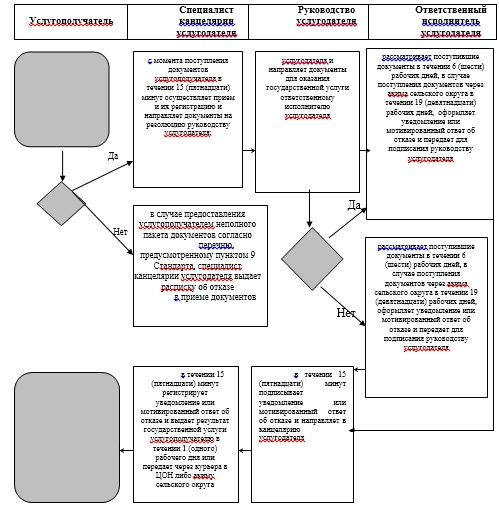 Услугополучатель
Специалист
канцелярии
услугодателя
Руководство
услугодателя
Ответственный
исполнитель
услугодателя
с момента поступления
документов
услугополучателя в
течении 15 (пятнадцати)
минут осуществляет прием
и их регистрацию и
направляет документы на
резолюцию руководству
услугодателя
услугодателя и
направляет документы
для оказания
государственной услуги
ответственному
исполнителю
услугодателя
рассматривает поступившие
документы в течении 6 (шести)
рабочих дней, в случае
поступления документов через
акима сельского округа в
течении 19 (девятнадцати)
рабочих дней, оформляет
уведомление или
мотивированный ответ об
отказе и передает для
подписания руководству
услугодателя
Да
Нет
в случае предоставления
услугополучателем неполного
пакета документов согласно
перечню,
предусмотренному пунктом 9
Стандарта, специалист
канцелярии услугодателя выдает
расписку об отказе
в приеме документов
Да
Нет
рассматривает поступившие
документы в течении 6
(шести) рабочих дней, в
случае поступления
документов через акима
сельского округа в течении 19
(девятнадцати) рабочих дней,
оформляет уведомление или
мотивированный ответ об
отказе и передает для
подписания руководству
услугодателя
в течении 15
(пятнадцати) минут
регистрирует
уведомление или
мотивированный ответ об
отказе и выдает результат
государственной услуги
услугополучателю в
течении 1 (одного)
рабочего дня или
передает через курьера в
ЦОН либо акиму
сельского округа
в течении 15
(пятнадцати) минут
подписывает
уведомление или
мотивированный ответ
об отказе и направляет в
канцелярию
услугодателя